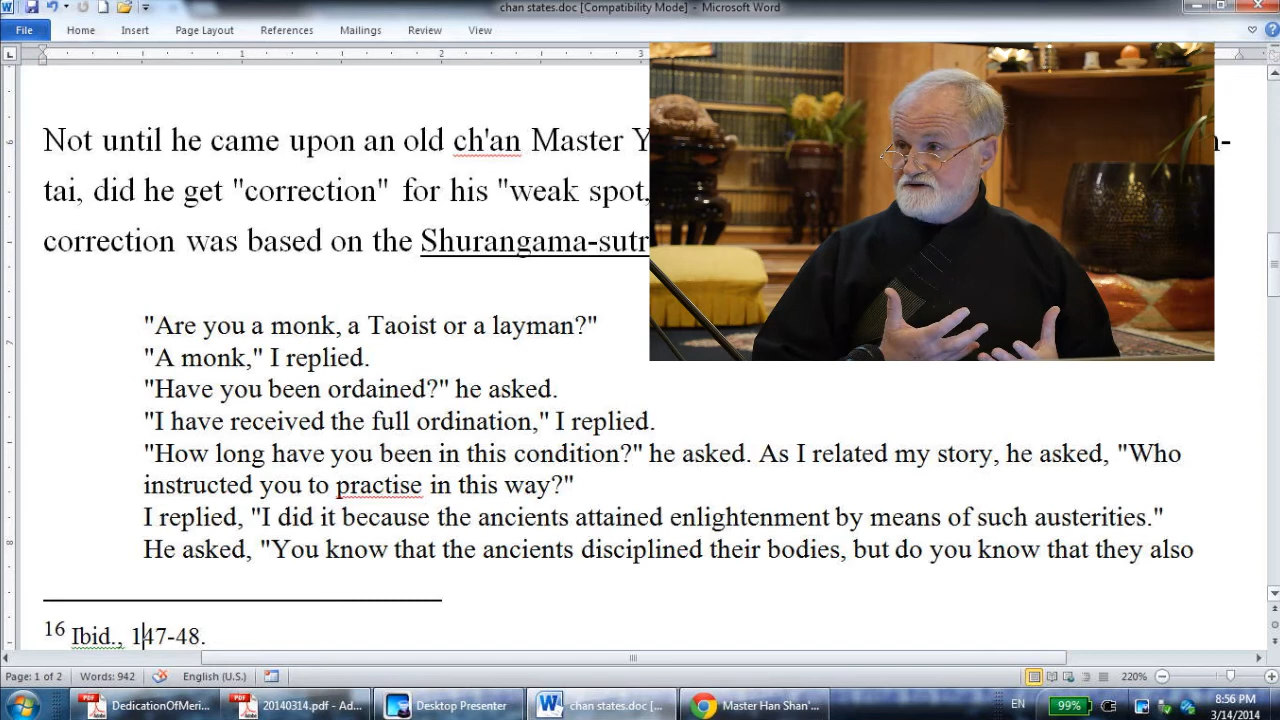 chan states.doc [Compatibility Mode] - Microsoft Word
File Home Insert Page Layout References Mailings Review View
1 2 3
Not until he came upon an old ch'an Master Y
n-
tai, did he get "correction" for his "weak spot,
correction was based on the Shurangama-sutr
"Are you a monk, a Taoist or a layman?"
"A monk," I replied.
"Have you been ordained?" he asked.
"I have received the full ordination," I replied.
"How long have you been in this condition?" he asked. As I related my story, he asked, "Who
instructed you to practise in this way?"
I replied, "I did it because the ancients attained enlightenment by means of such austerities."
He asked, "You know that the ancients disciplined their bodies, but do you know that they also
16 Ibid., 147-48.
Page: 1 of 2 Words: 942 English (U.S.) 220%
DedicationOfMeri... 20140314.pdf - Ad... Desktop Presenter chan states.doc [... Master Han Shan'... EN 99% 8:56 PM
3/14/2014